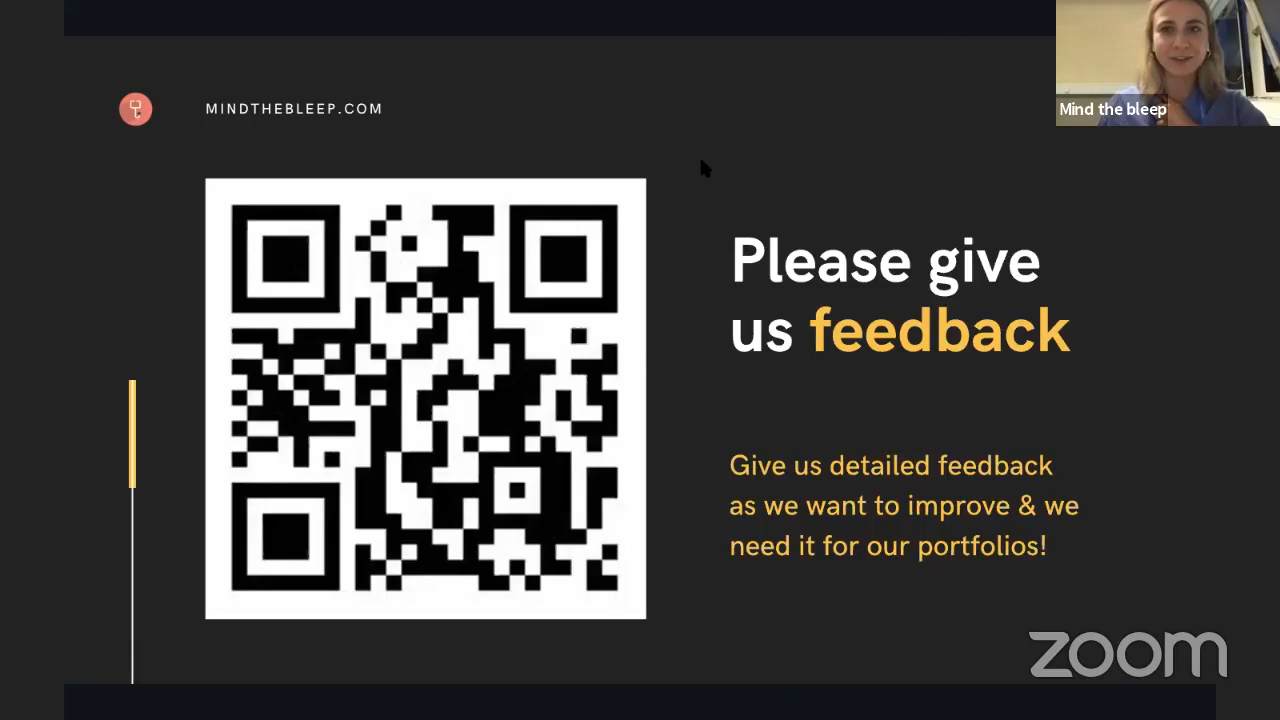 MINDTHEBLEEP.COM
Mind the bleep
Please give
us feedback
Give us detailed feedback
as we want to improve & we
need it for our portfolios!
zoom